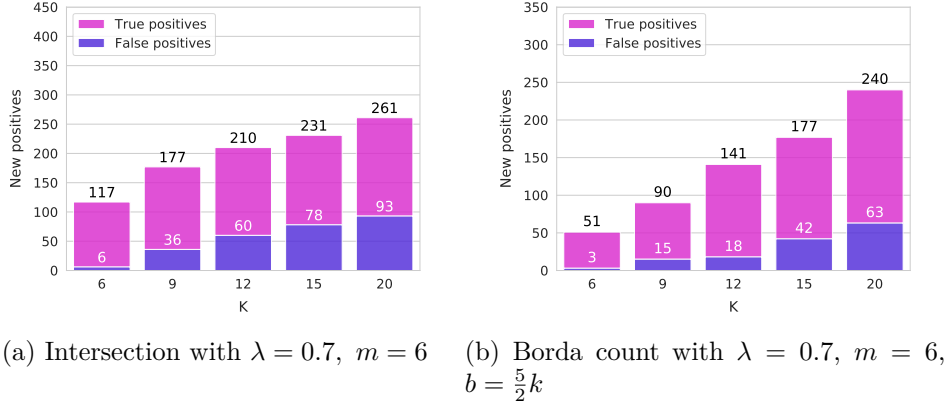 450
400
350
300
250
200
150
100
50
0
New positives
True positives
False positives
117
177
210
231
261
6
36
60
78
93
6 9 12 15 20
K
(a) Intersection with λ = 0.7, m = 6
350
300
250
200
150
100
50
0
New positives
True positives
False positives
51
90
141
177
240
3
15
18
42
63
6 9 12 15 20
K
(b) Borda count with λ = 0.7, m = 6,
b = 5/2 k